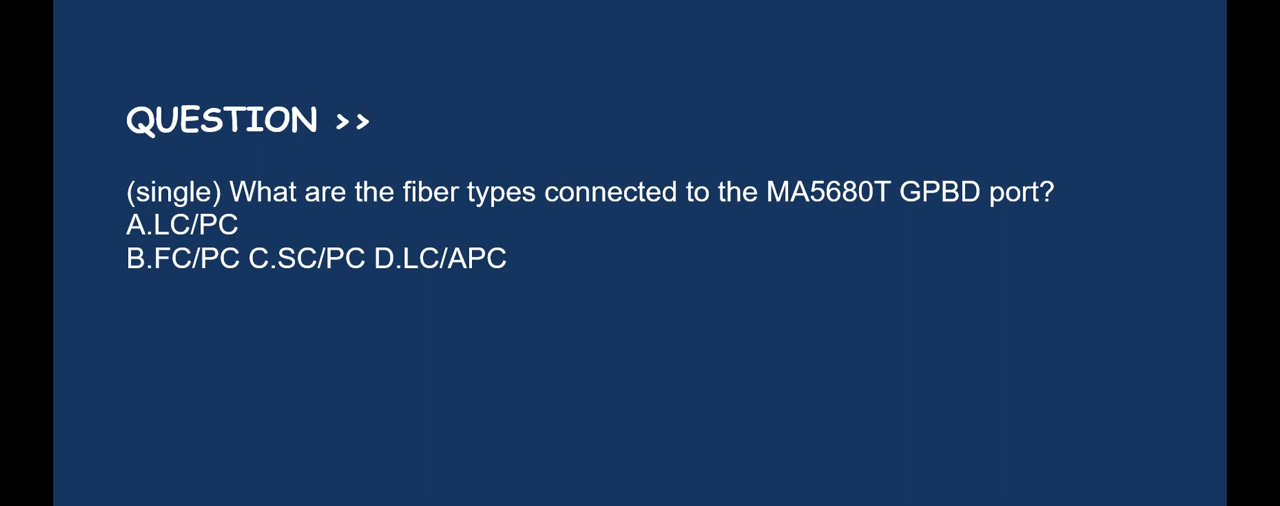 QUESTION >>
(single) What are the fiber types connected to the MA5680T GPBD port?
A.LC/PC
B.FC/PC C.SC/PC D.LC/APC